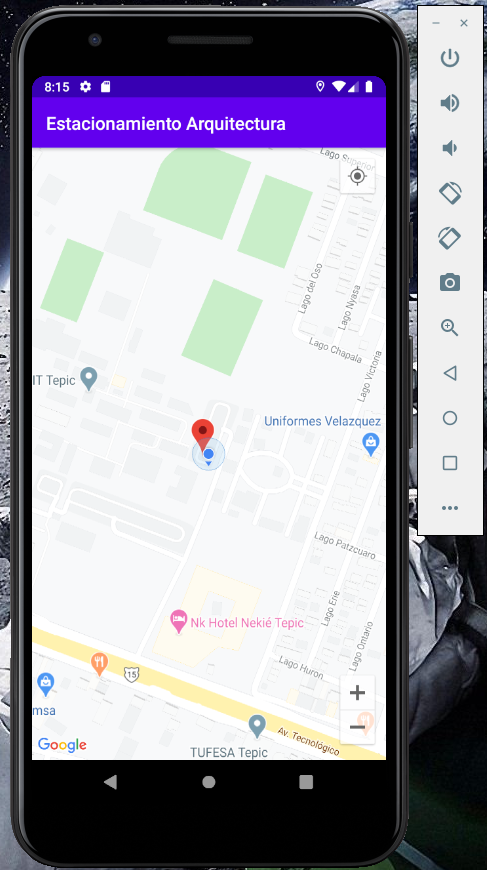 8:15
Estacionamiento Arquitectura
Lago Superior
Lago del Oso
Lago Nyasa
Lago Chapala
Lago Victoria
IT Tepic
Uniformes Velazquez
Lago Patzcuaro
Lago Erie
Nk Hotel Nekié Tepic
Lago Ontario
Lago Huron
15
msa
Av. Tecnológico
Google
TUFESA Tepic